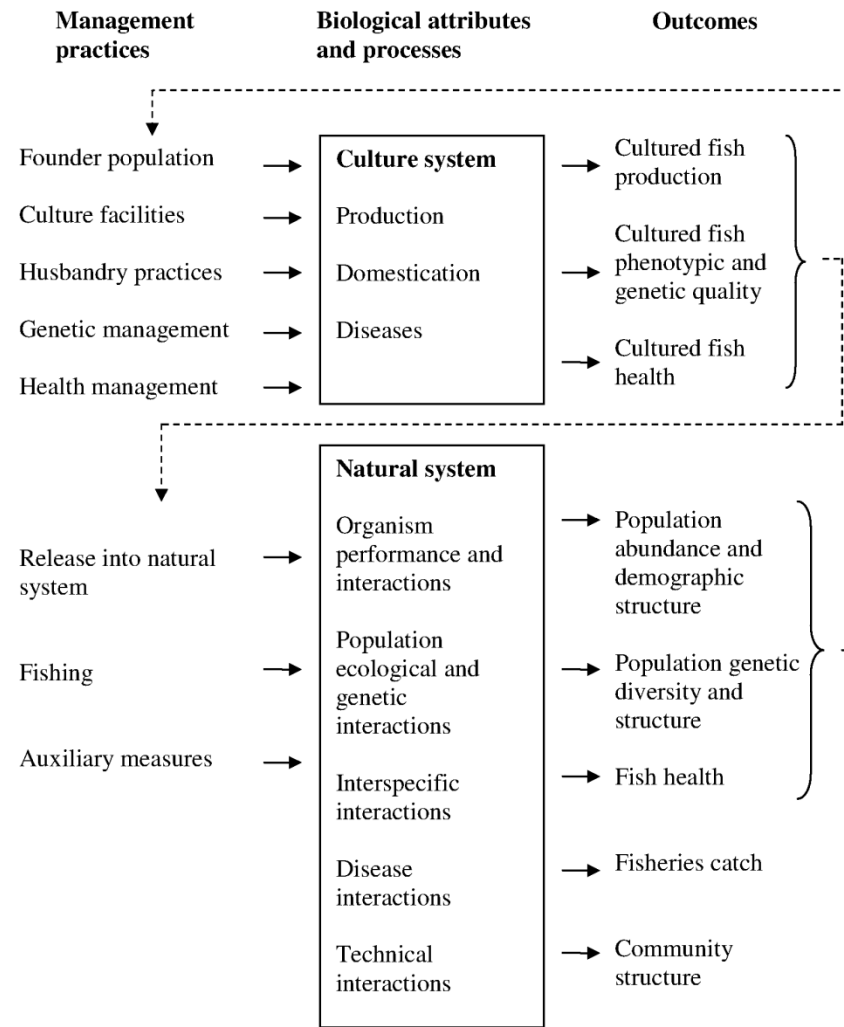 Management
practices
Biological attributes
and processes
Outcomes
Founder population
Culture facilities
Husbandry practices
Genetic management
Health management
Culture system
Production
Domestication
Diseases
Cultured fish
production
Cultured fish
phenotypic and
genetic quality
Cultured fish
health
Release into natural
system
Fishing
Auxiliary measures
Natural system
Organism
performance and
interactions
Population
ecological and
genetic
interactions
Interspecific
interactions
Disease
interactions
Technical
interactions
Population
abundance and
demographic
structure
Population genetic
diversity and
structure
Fish health
Fisheries catch
Community
structure